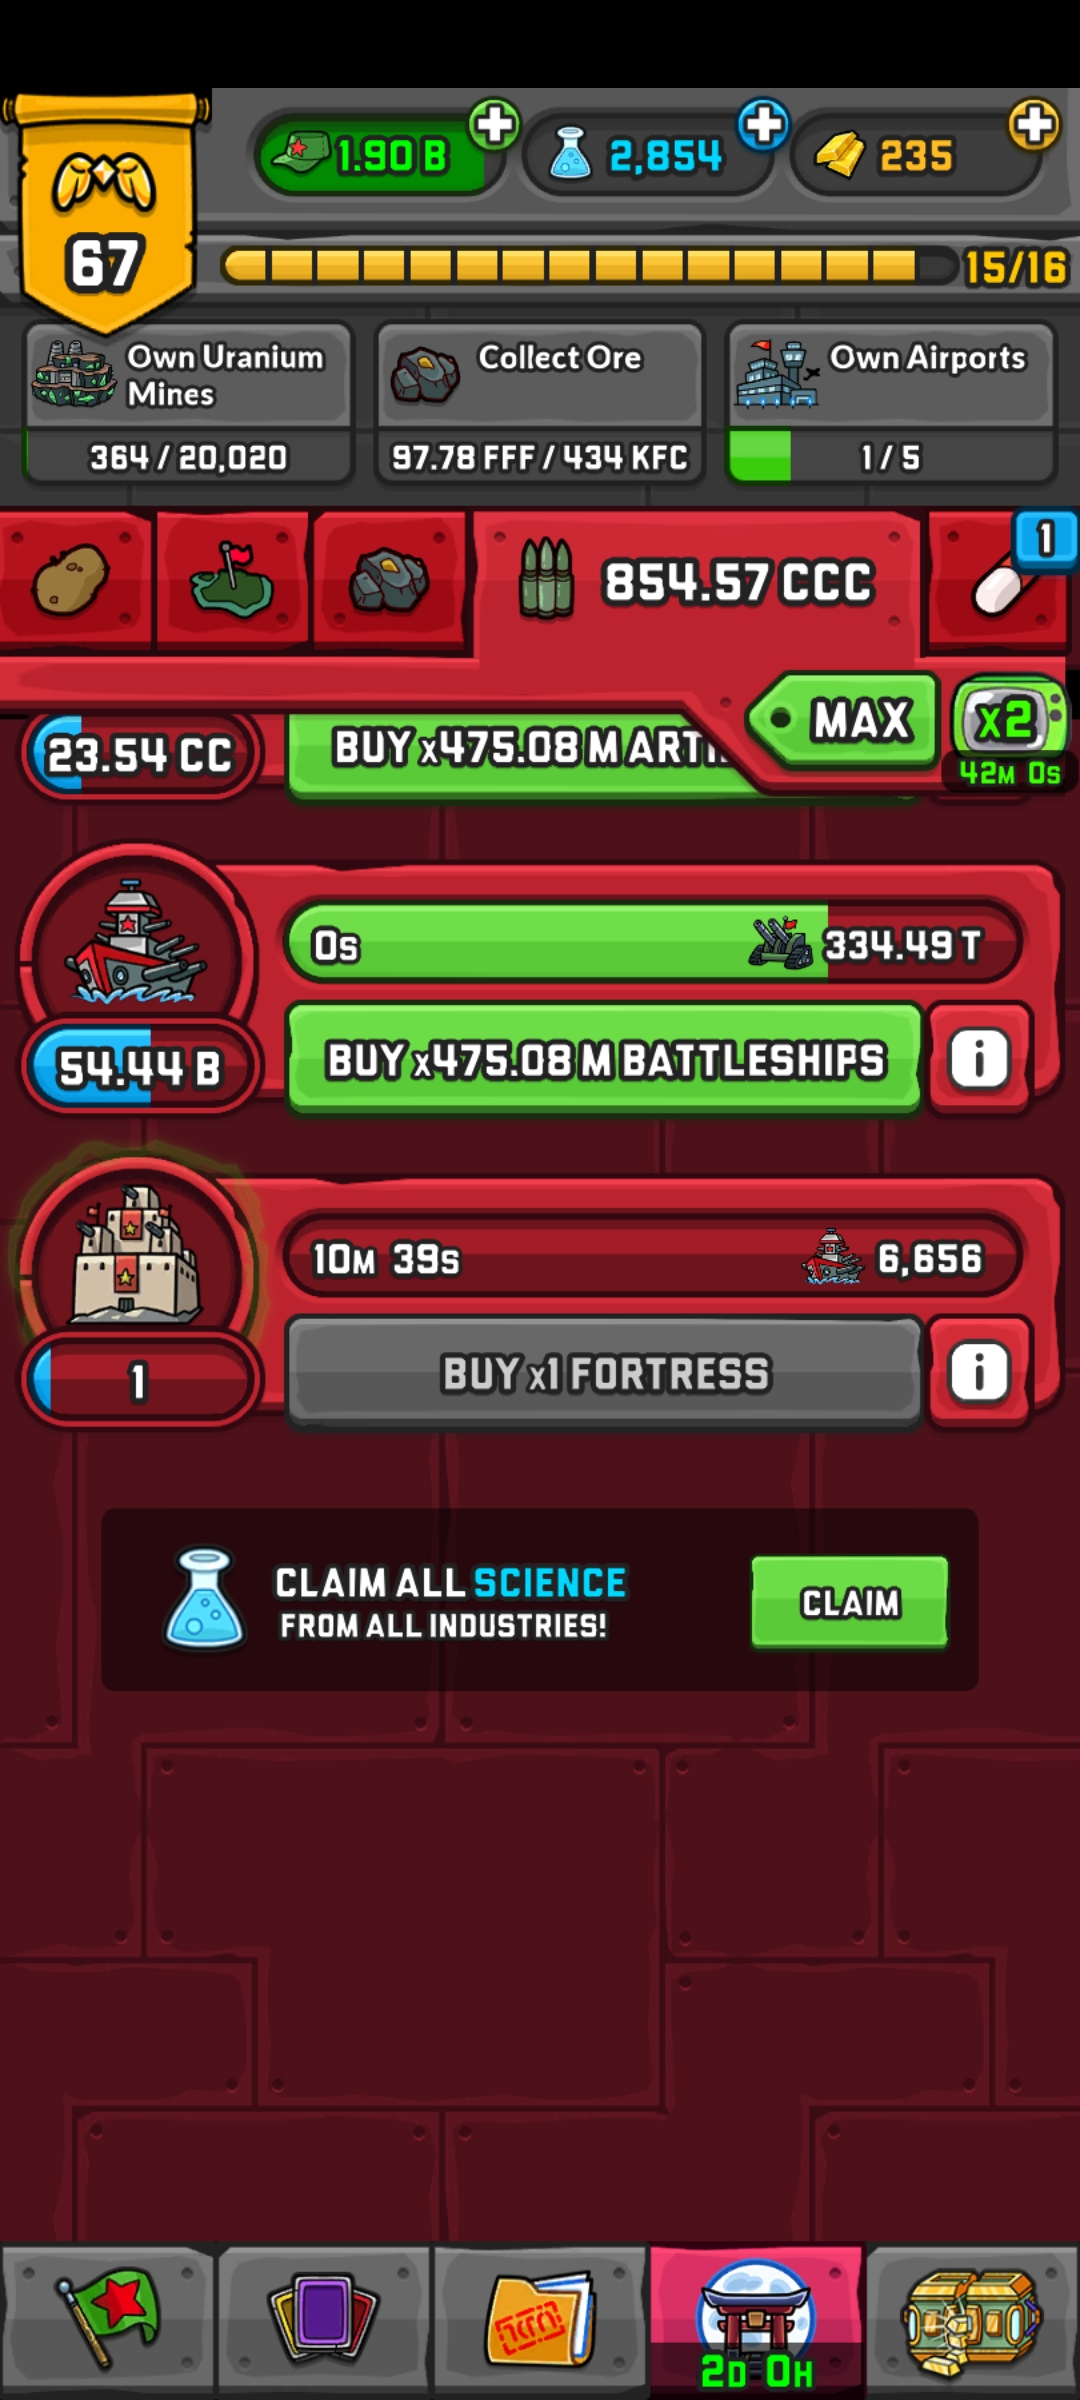 1.90 B
2,854
235
67
15/16
Own Uranium
Mines
364 / 20,020
Collect Ore
97.78 FFF / 434 KFC
Own Airports
1 / 5
854.57 CCC
1
MAX
x2
42M 0s
23.54 CC
BUY x475.08 M
0s
334.49 T
54.44 B
BUY x475.08 M BATTLESHIPS
i
10M 39s
6,656
1
BUY x1 FORTRESS
i
CLAIM ALL SCIENCE
FROM ALL INDUSTRIES!
CLAIM
2D 0H